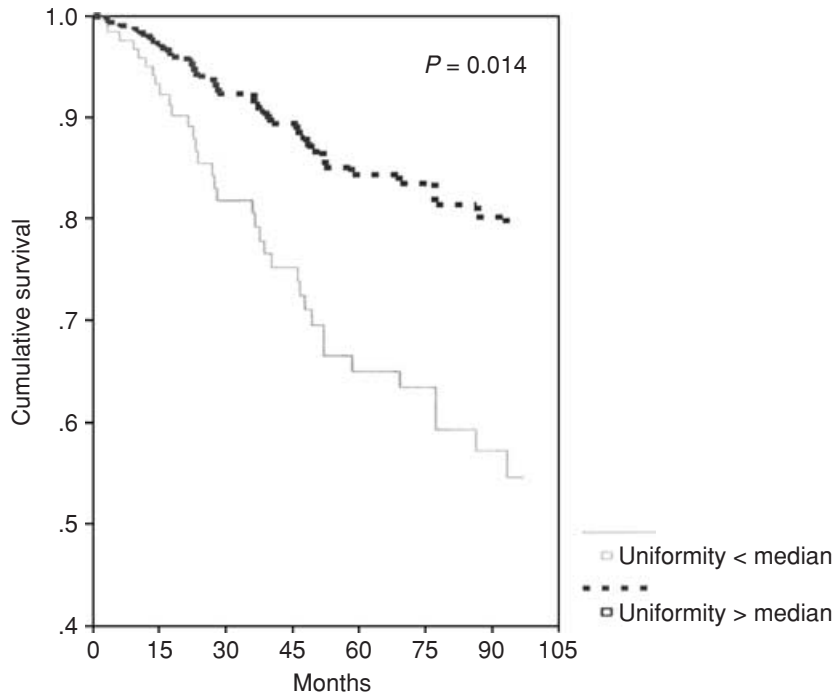 1.0
P = 0.014
.9
.8
Cumulative survival
.7
.6
.5
.4
0 15 30 45 60 75 90 105
Months
Uniformity < median
Uniformity > median